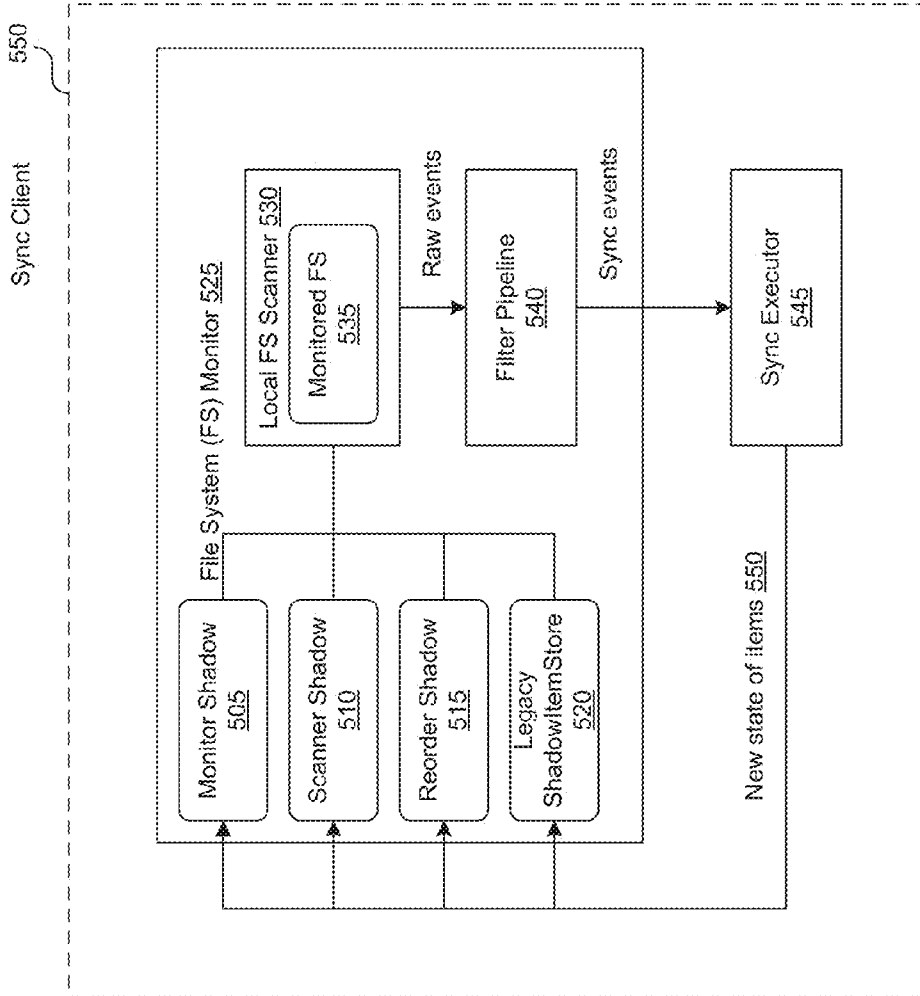 Sync Client
550
File System (FS) Monitor 525
Monitor Shadow
505
Scanner Shadow
510
Reorder Shadow
515
Legacy
ShadowItemStore
520
Local FS Scanner 530
Monitored FS
535
Raw events
Filter Pipeline
540
Sync events
Sync Executor
545
New state of items 550